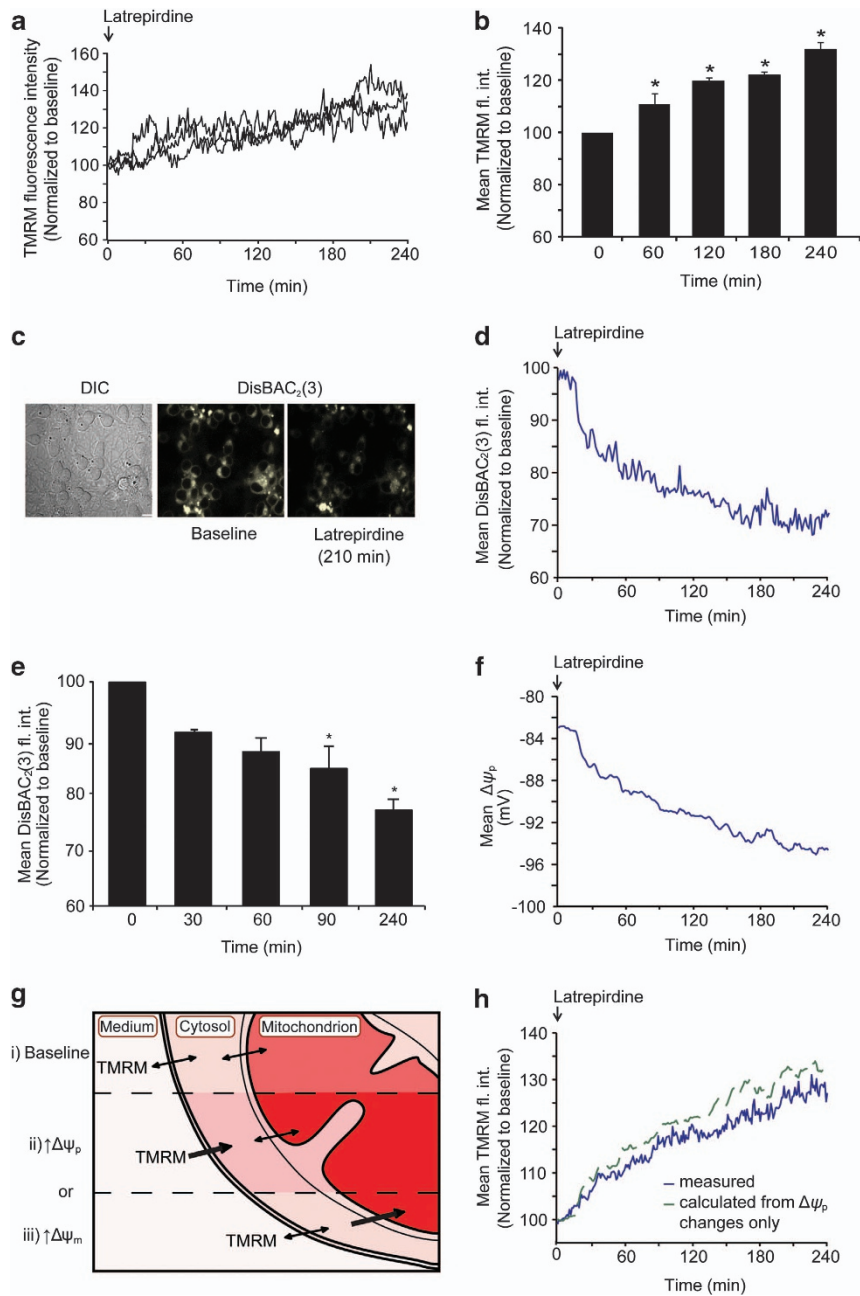 a
Latrepirdine
TMRM fluorescence intensity
(Normalized to baseline)
160
140
120
100
80
60
0
60
120
180
240
Time (min)
b
Mean TMRM fl. int.
(Normalized to baseline)
140
120
100
80
60
*
*
*
*
0
60
120
180
240
Time (min)
c
DIC
DisBAC₂(3)
Baseline
Latrepirdine
(210 min)
d
Latrepirdine
Mean DisBAC₂(3) fl. int.
(Normalized to baseline)
100
90
80
70
60
0
60
120
180
240
Time (min)
e
Mean DisBAC₂(3) fl. int.
(Normalized to baseline)
100
90
80
70
60
*
*
0
30
60
90
240
Time (min)
f
Latrepirdine
Mean Δψₚ
(mV)
-80
-84
-88
-92
-96
-100
0
60
120
180
240
Time (min)
g
Medium
Cytosol
Mitochondrion
i) Baseline
TMRM
ii) ↑Δψₚ
TMRM
or
iii) ↑Δψₘ
TMRM
h
Latrepirdine
Mean TMRM fl. int.
(Normalized to baseline)
140
130
120
110
100
90
measured
calculated from Δψₚ
changes only
0
60
120
180
240
Time (min)